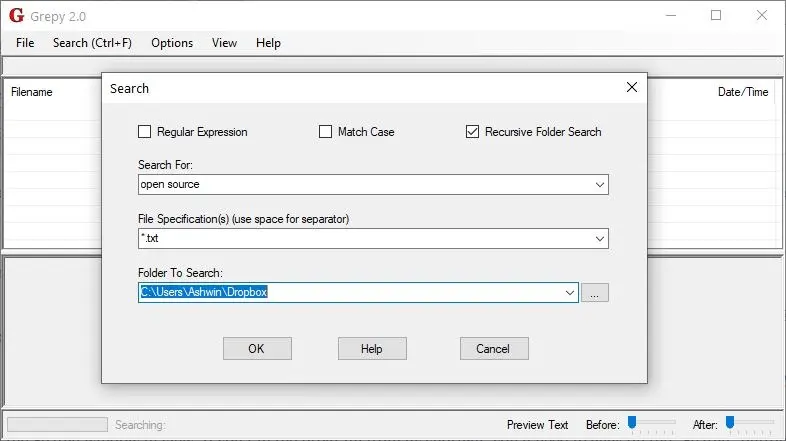 G Grepy 2.0
File Search (Ctrl+F) Options View Help
Filename Date/Time
Search
Regular Expression Match Case Recursive Folder Search
Search For:
open source
File Specification(s) (use space for separator)
*.txt
Folder To Search:
C:\Users\Ashwin\Dropbox
...
OK Help Cancel
Searching: Preview Text Before: After: